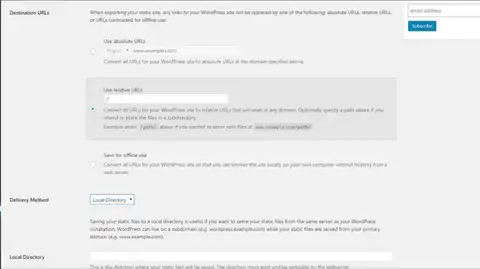 Destination URLs
When exporting your static site, any links to your WordPress site will be replaced by one of the following: absolute URLs, relative URLs, or URLs contructed for offline use.
email address
Subscribe
Use absolute URLs
www.example.com/
Convert all URLs for your WordPress site to absolute URLs at the domain specified above.
Use relative URLs
/
Convert all URLs for your WordPress site to relative URLs that will work at any domain. Optionally specify a path above if you
intend to place the files in a subdirectory.
Example: enter /path/ above if you wanted to serve your files at www.example.com/path/
Save for offline use
Convert all URLs for your WordPress site so that you can browse the site locally on your own computer without hosting it on a
web server.
Delivery Method
Local Directory
Saving your static files to a local directory is useful if you want to serve your static files from the same server as your WordPress
installation. WordPress can live on a subdomain (e.g. wordpress.example.com) while your static files are served from your primary
domain (e.g. www.example.com).
Local Directory
This is the directory where your static files will be saved. The directory must exist and be writeable by the webserver.